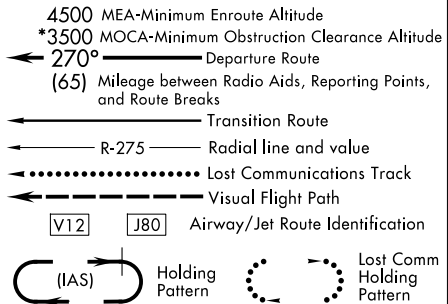 4500 MEA-Minimum Enroute Altitude
*3500 MOCA-Minimum Obstruction Clearance Altitude
270° Departure Route
(65) Mileage between Radio Aids, Reporting Points,
and Route Breaks
Transition Route
R-275 Radial line and value
Lost Communications Track
Visual Flight Path
V12 J80 Airway/Jet Route Identification
(IAS) Holding Pattern
Lost Comm Holding Pattern